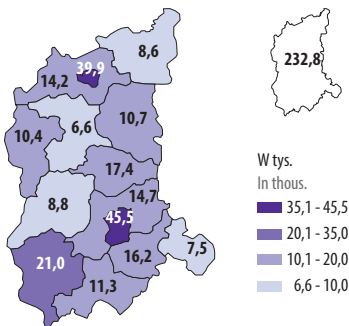 8,6
232,8
39,9
14,2
10,7
10,4
6,6
17,4
8,8
14,7
45,5
7,5
21,0
16,2
11,3
W tys.
In thous.
35,1 - 45,5
20,1 - 35,0
10,1 - 20,0
6,6 - 10,0